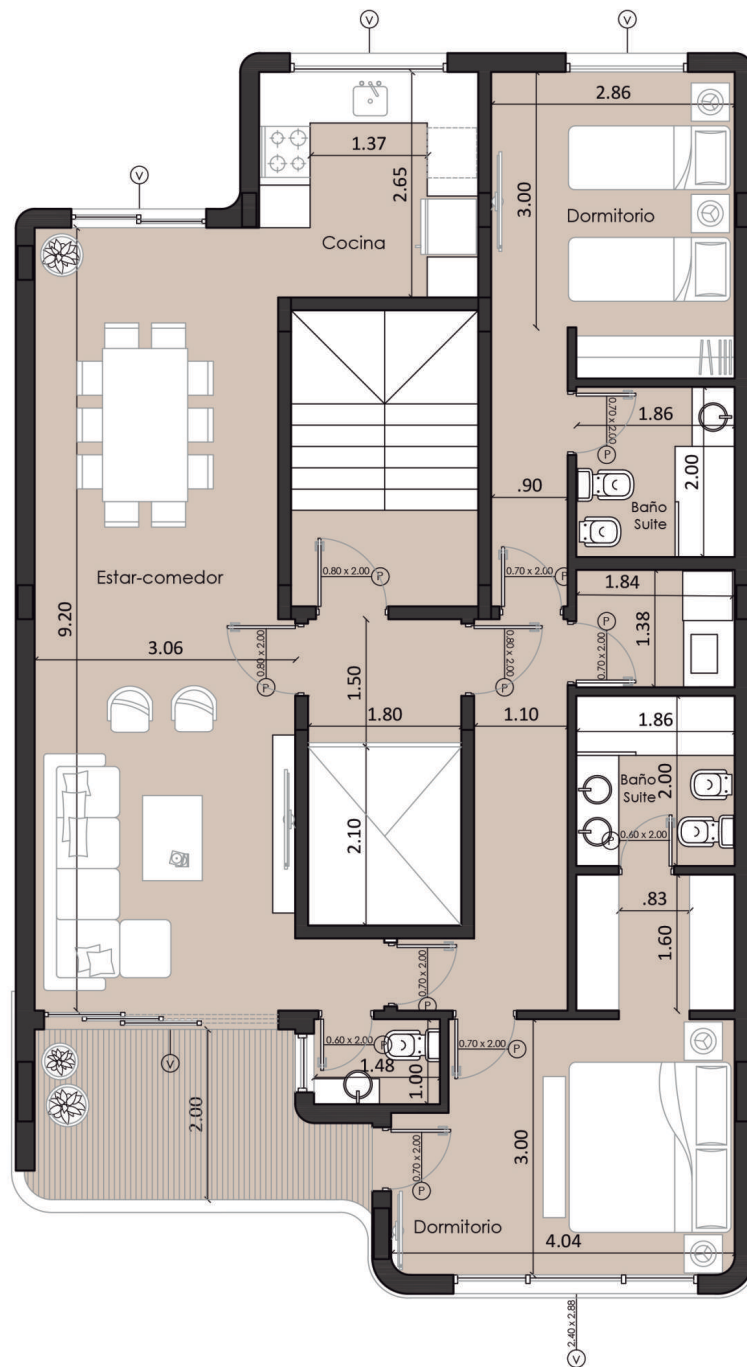 V
V
2.86
1.37
2.65
3.00
Dormitorio
V
Cocina
0.70 x 2.00
1.86
P
2.00
.90
Baño
Suite
Estar-comedor
0.80 x 2.00
P
0.70 x 2.00
P
1.84
9.20
3.06
0.80 x 2.00
P
1.50
1.80
0.80 x 2.00
P
1.10
P
0.70 x 2.00
1.38
1.86
2.00
Baño
Suite
0.60 x 2.00
P
2.10
.83
1.60
0.70 x 2.00
P
V
0.60 x 2.00
P
1.48
1.00
0.70 x 2.00
P
2.00
3.00
0.70 x 2.00
P
Dormitorio
4.04
2.40 x 2.88
V